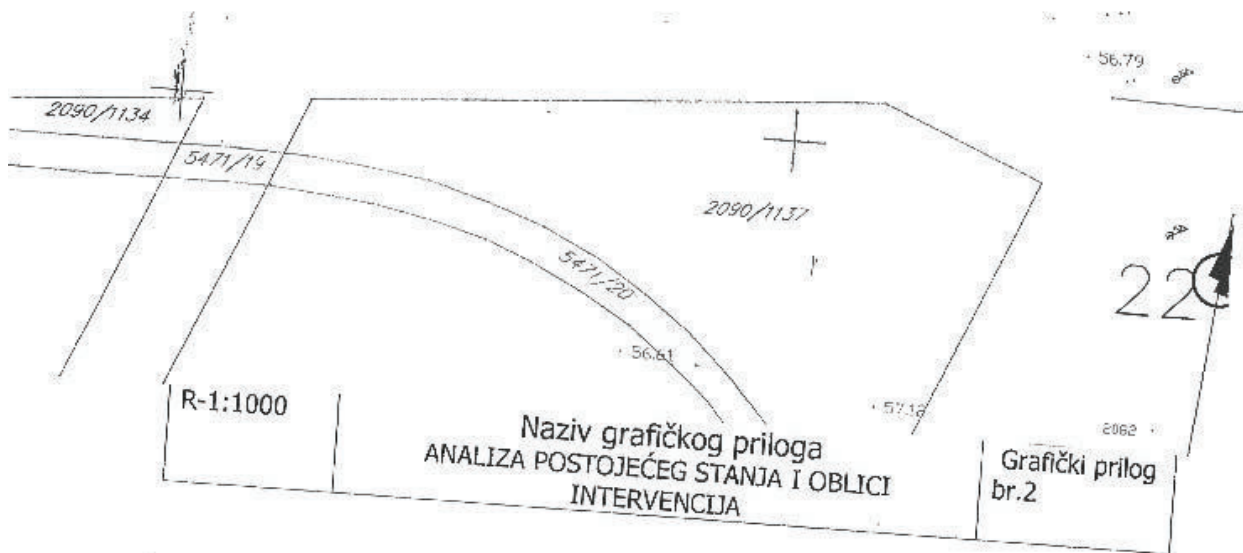 56.79
2090/1134
5471/19
2090/1137
5471/20
22
56.61
57.12
2062
R-1:1000
Naziv grafičkog priloga
ANALIZA POSTOJEĆEG STANJA I OBLICI
INTERVENCIJA
Grafički prilog
br.2